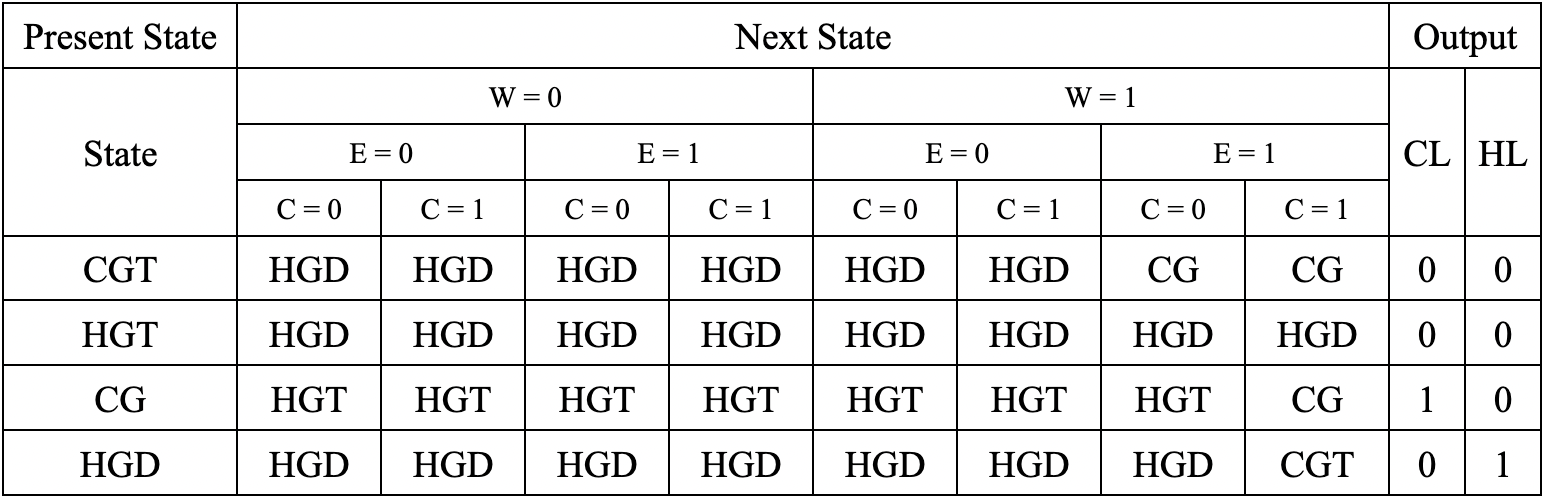 Present State Next State Output
W = 0 W = 1
State E = 0 E = 1 E = 0 E = 1 CL HL
C = 0 C = 1 C = 0 C = 1 C = 0 C = 1 C = 0 C = 1
CGT HGD HGD HGD HGD HGD HGD CG CG 0 0
HGT HGD HGD HGD HGD HGD HGD HGD HGD 0 0
CG HGT HGT HGT HGT HGT HGT HGT CG 1 0
HGD HGD HGD HGD HGD HGD HGD HGD CGT 0 1